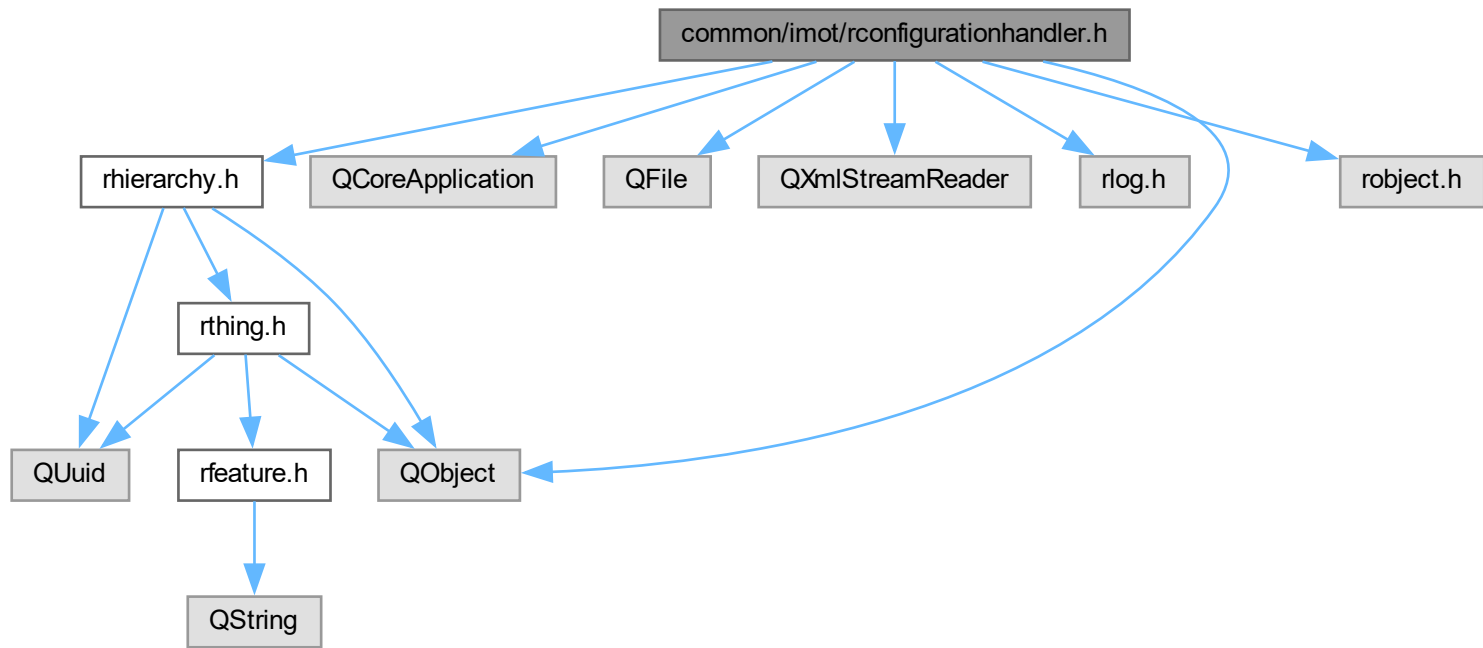 common/imot/rconfigurationhandler.h
rhierarchy.h
QCoreApplication
QFile
QXmlStreamReader
rlog.h
robject.h
rthing.h
QUuid
rfeature.h
QObject
QString